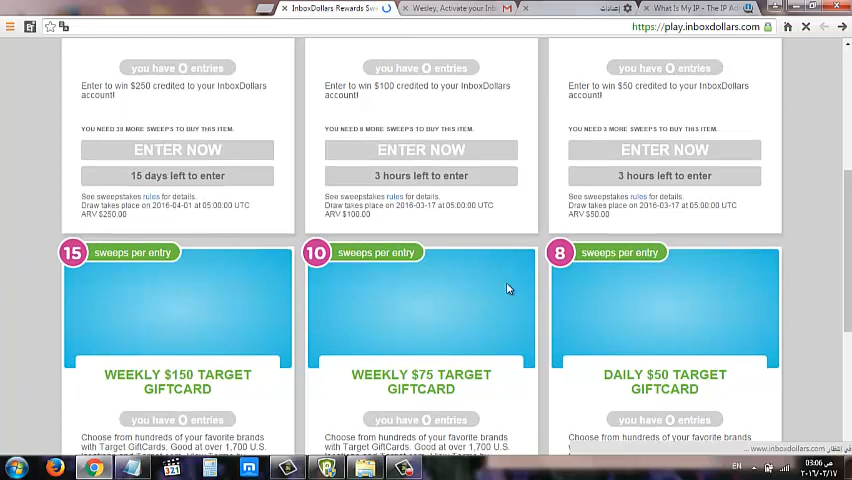 InboxDollars Rewards Swe
Wesley, Activate your Inb
إعدادات
What Is My IP - The IP Ad
https://play.inboxdollars.com
you have 0 entries
Enter to win $250 credited to your InboxDollars
account!
YOU NEED 38 MORE SWEEPS TO BUY THIS ITEM.
ENTER NOW
15 days left to enter
See sweepstakes rules for details.
Draw takes place on 2016-04-01 at 05:00:00 UTC
ARV $250.00
you have 0 entries
Enter to win $100 credited to your InboxDollars
account!
YOU NEED 8 MORE SWEEPS TO BUY THIS ITEM.
ENTER NOW
3 hours left to enter
See sweepstakes rules for details.
Draw takes place on 2016-03-17 at 05:00:00 UTC
ARV $100.00
you have 0 entries
Enter to win $50 credited to your InboxDollars
account!
YOU NEED 3 MORE SWEEPS TO BUY THIS ITEM.
ENTER NOW
3 hours left to enter
See sweepstakes rules for details.
Draw takes place on 2016-03-17 at 05:00:00 UTC
ARV $50.00
15 sweeps per entry
WEEKLY $150 TARGET
GIFTCARD
you have 0 entries
Choose from hundreds of your favorite brands
with Target GiftCards. Good at over 1,700 U.S.
10 sweeps per entry
WEEKLY $75 TARGET
GIFTCARD
you have 0 entries
Choose from hundreds of your favorite brands
with Target GiftCards. Good at over 1,700 U.S.
8 sweeps per entry
DAILY $50 TARGET
GIFTCARD
you have 0 entries
Choose from hundreds of your favorite brands
في انتظار www.inboxdollars.com ...
EN
03:06 ص
٢٠١٦/٠٣/١٧